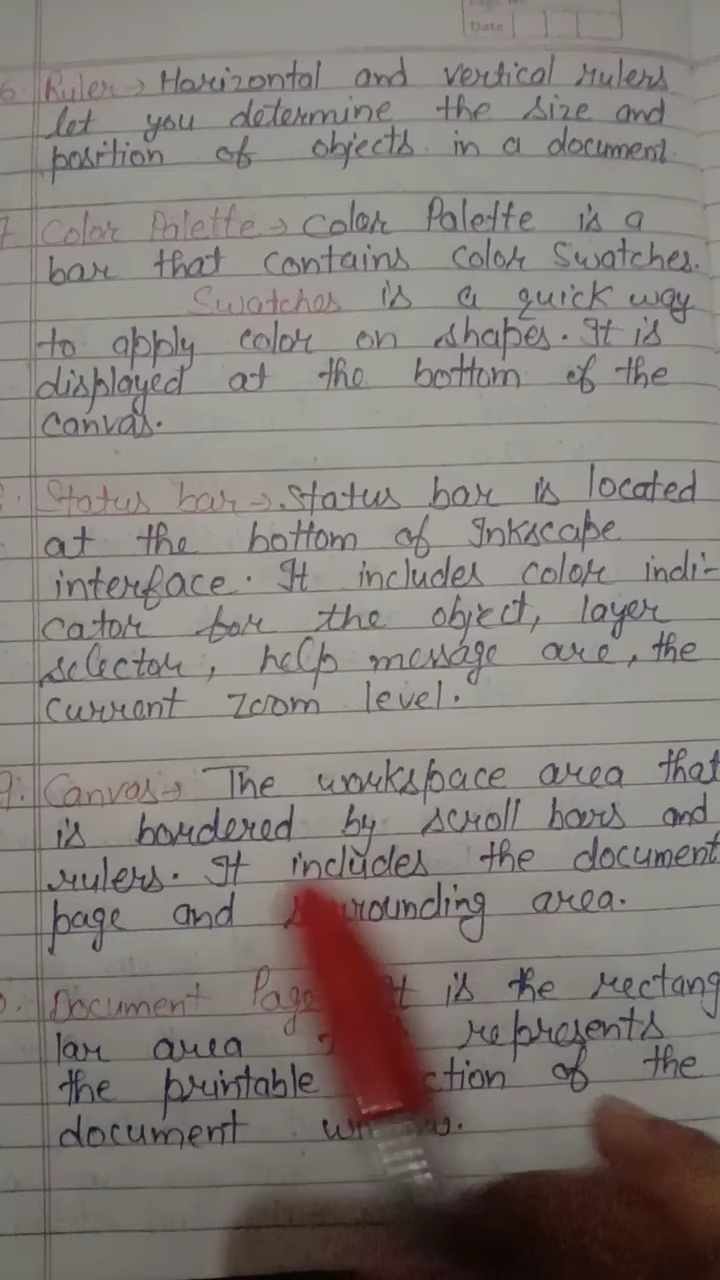 Date
6. Ruler → Horizontal and vertical rulers
let you determine the size and
position of objects in a document
7. Color Palette → Color Palette is a
bar that contains color Swatches.
Swatches is a quick way
to apply color on shapes. It is
displayed at the bottom of the
canvas.
Status bar → Status bar is located
at the bottom of Inkscape
interface. It includes color indi-
cator for the object, layer
selector, help message are, the
current zoom level.
9. Canvas → The workspace area that
is bordered by scroll bars and
rulers. It includes the document
page and surrounding area.
Document Page It is the rectang
lar area represents
the printable of the
document